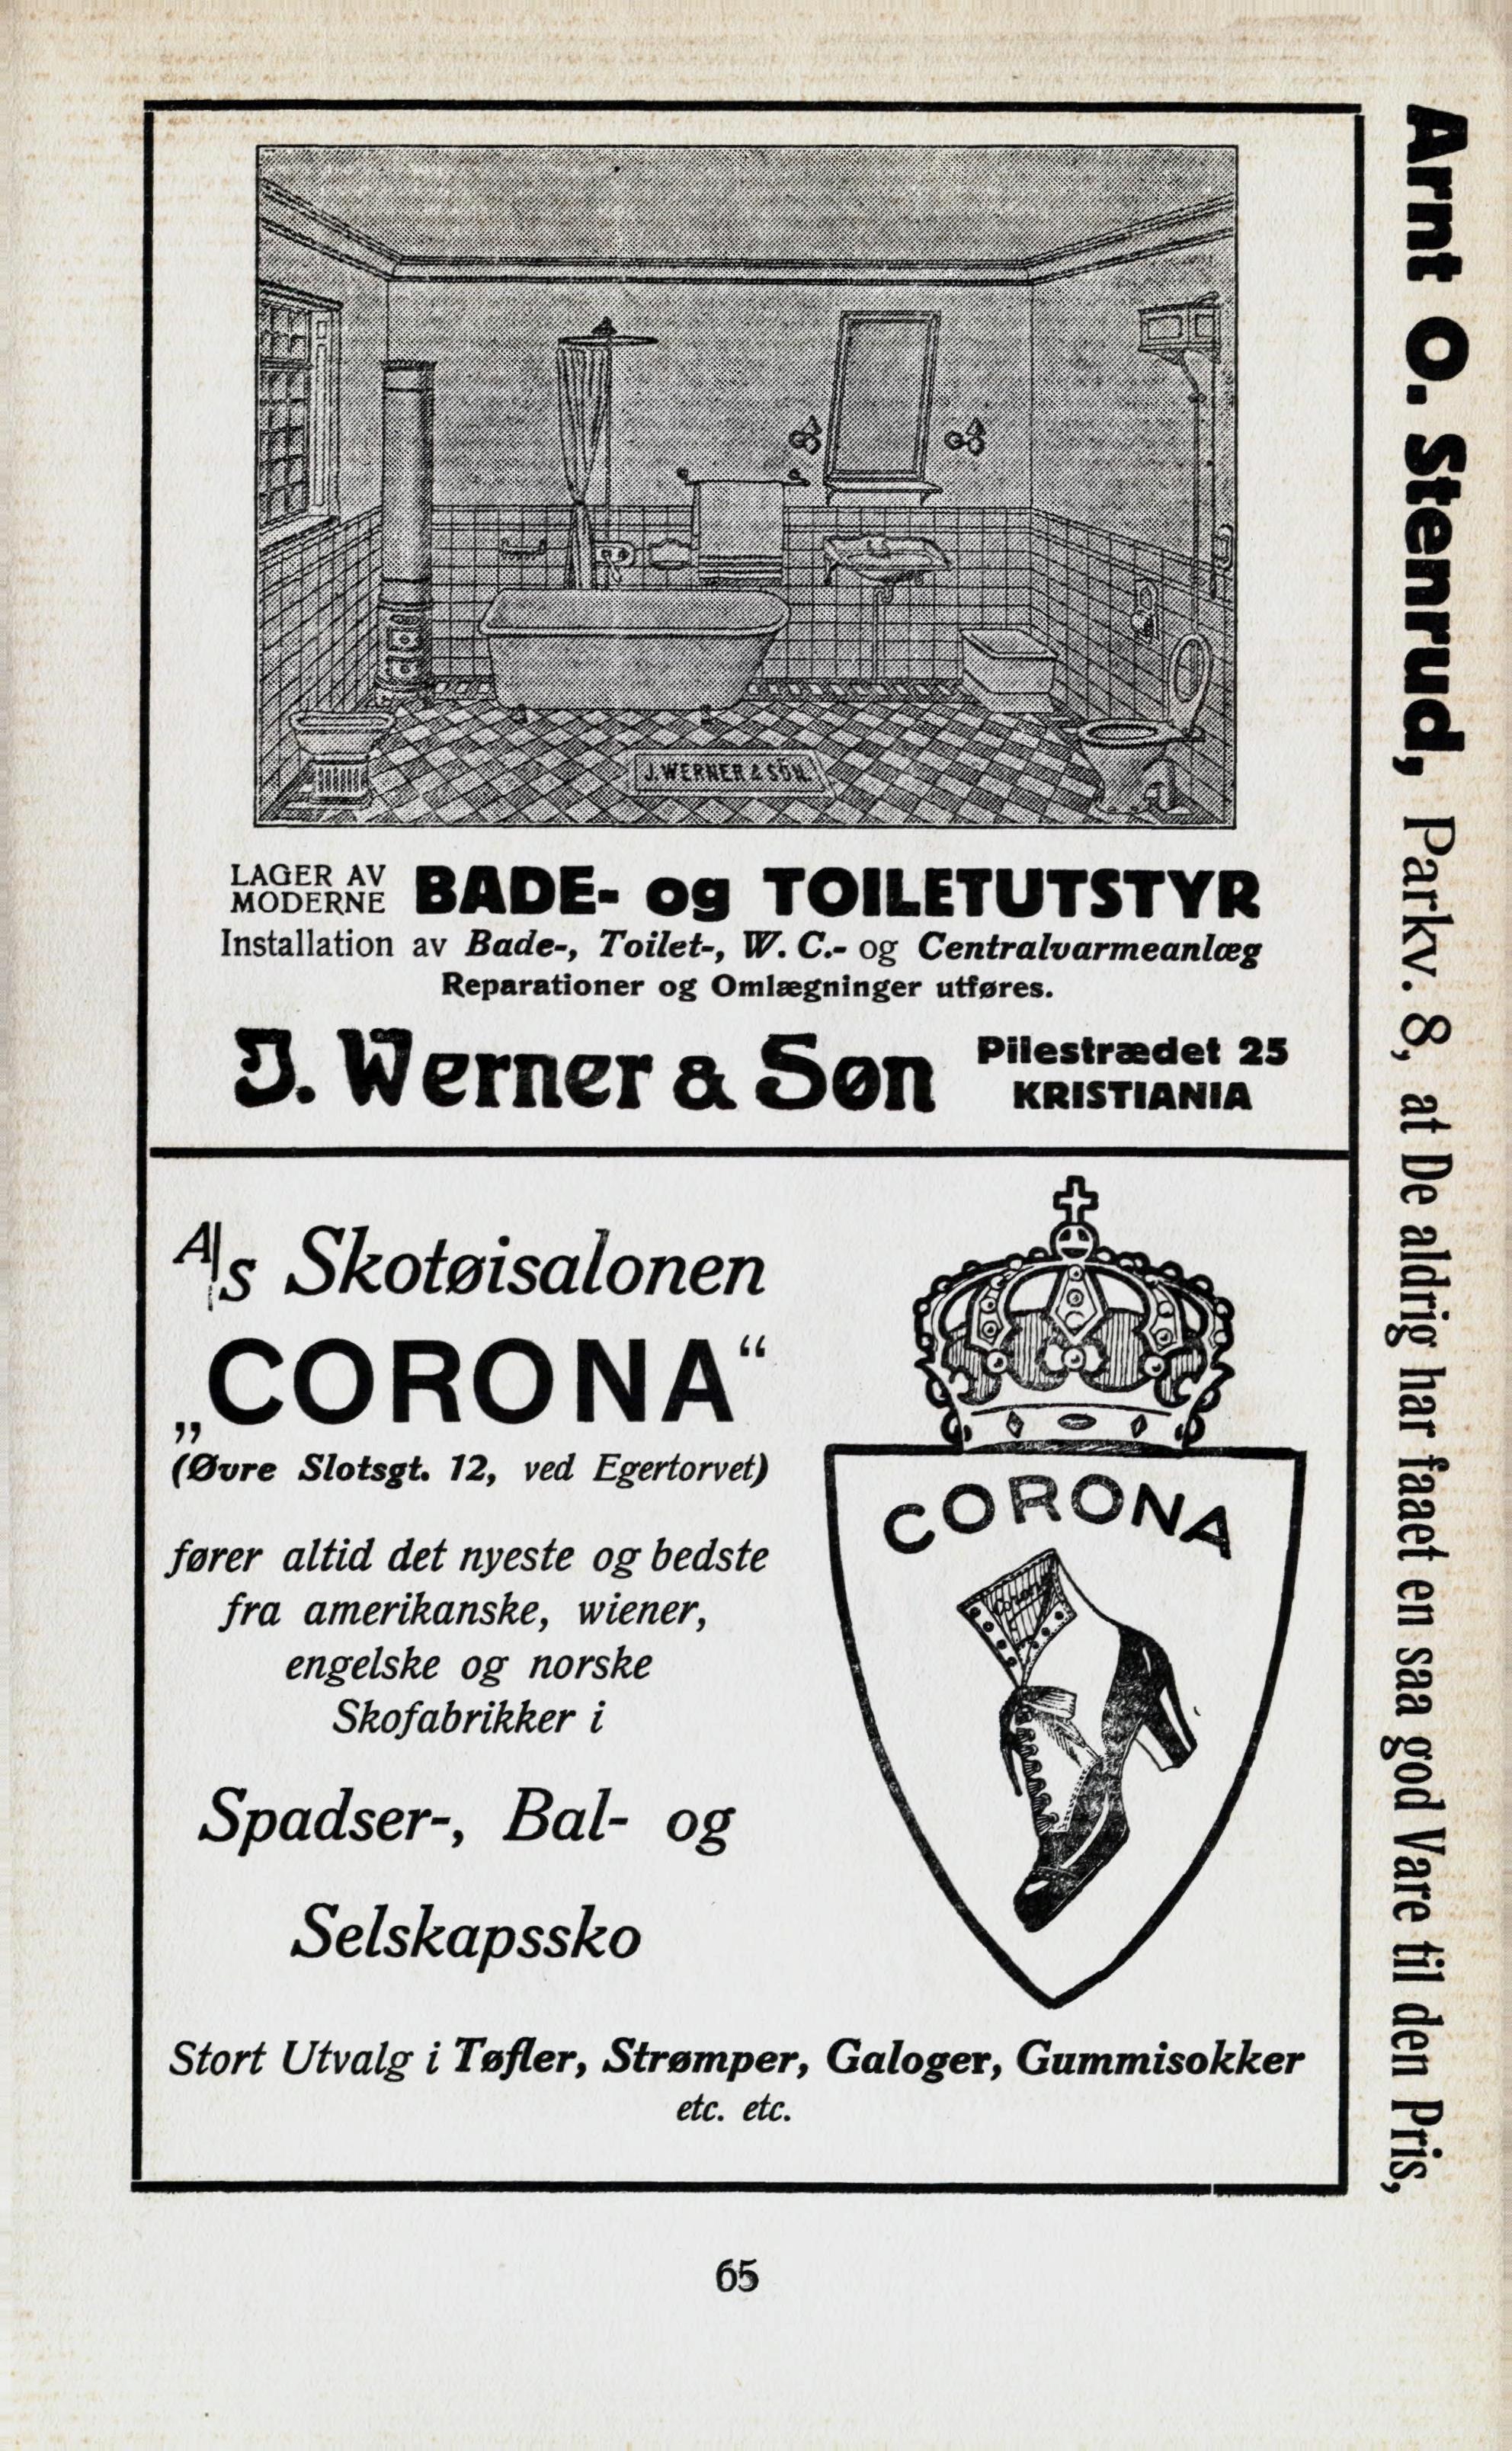 J. WERNER & SÖN.
LAGER AV
MODERNE
BADE- og TOILETUTSTYR
Installation av Bade-, Toilet-, W. C.- og Centralvarmeanlæg
Reparationer og Omlægninger utføres.
J. Werner & Søn
Pilestrædet 25
KRISTIANIA
A/s Skotøisalonen
„CORONA“
(Øvre Slotsgt. 12, ved Egertorvet)
fører altid det nyeste og bedste
fra amerikanske, wiener,
engelske og norske
Skofabrikker i
Spadser-, Bal- og
Selskapssko
CORONA
Corona
Stort Utvalg i Tøfler, Strømper, Galoger, Gummisokker
etc. etc.
Arnt O. Stenrud, Parkv. 8, at De aldrig har faaet en saa god Vare til den Pris,
65